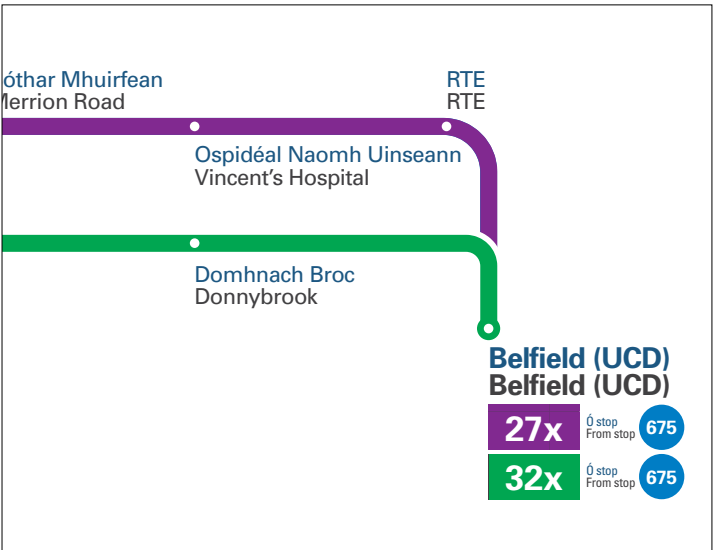 óthar Mhuirfean
Merrion Road
RTE
RTE
Ospidéal Naomh Uinseann
Vincent's Hospital
Domhnach Broc
Donnybrook
Belfield (UCD)
Belfield (UCD)
27x
Ó stop
From stop
675
32x
Ó stop
From stop
675